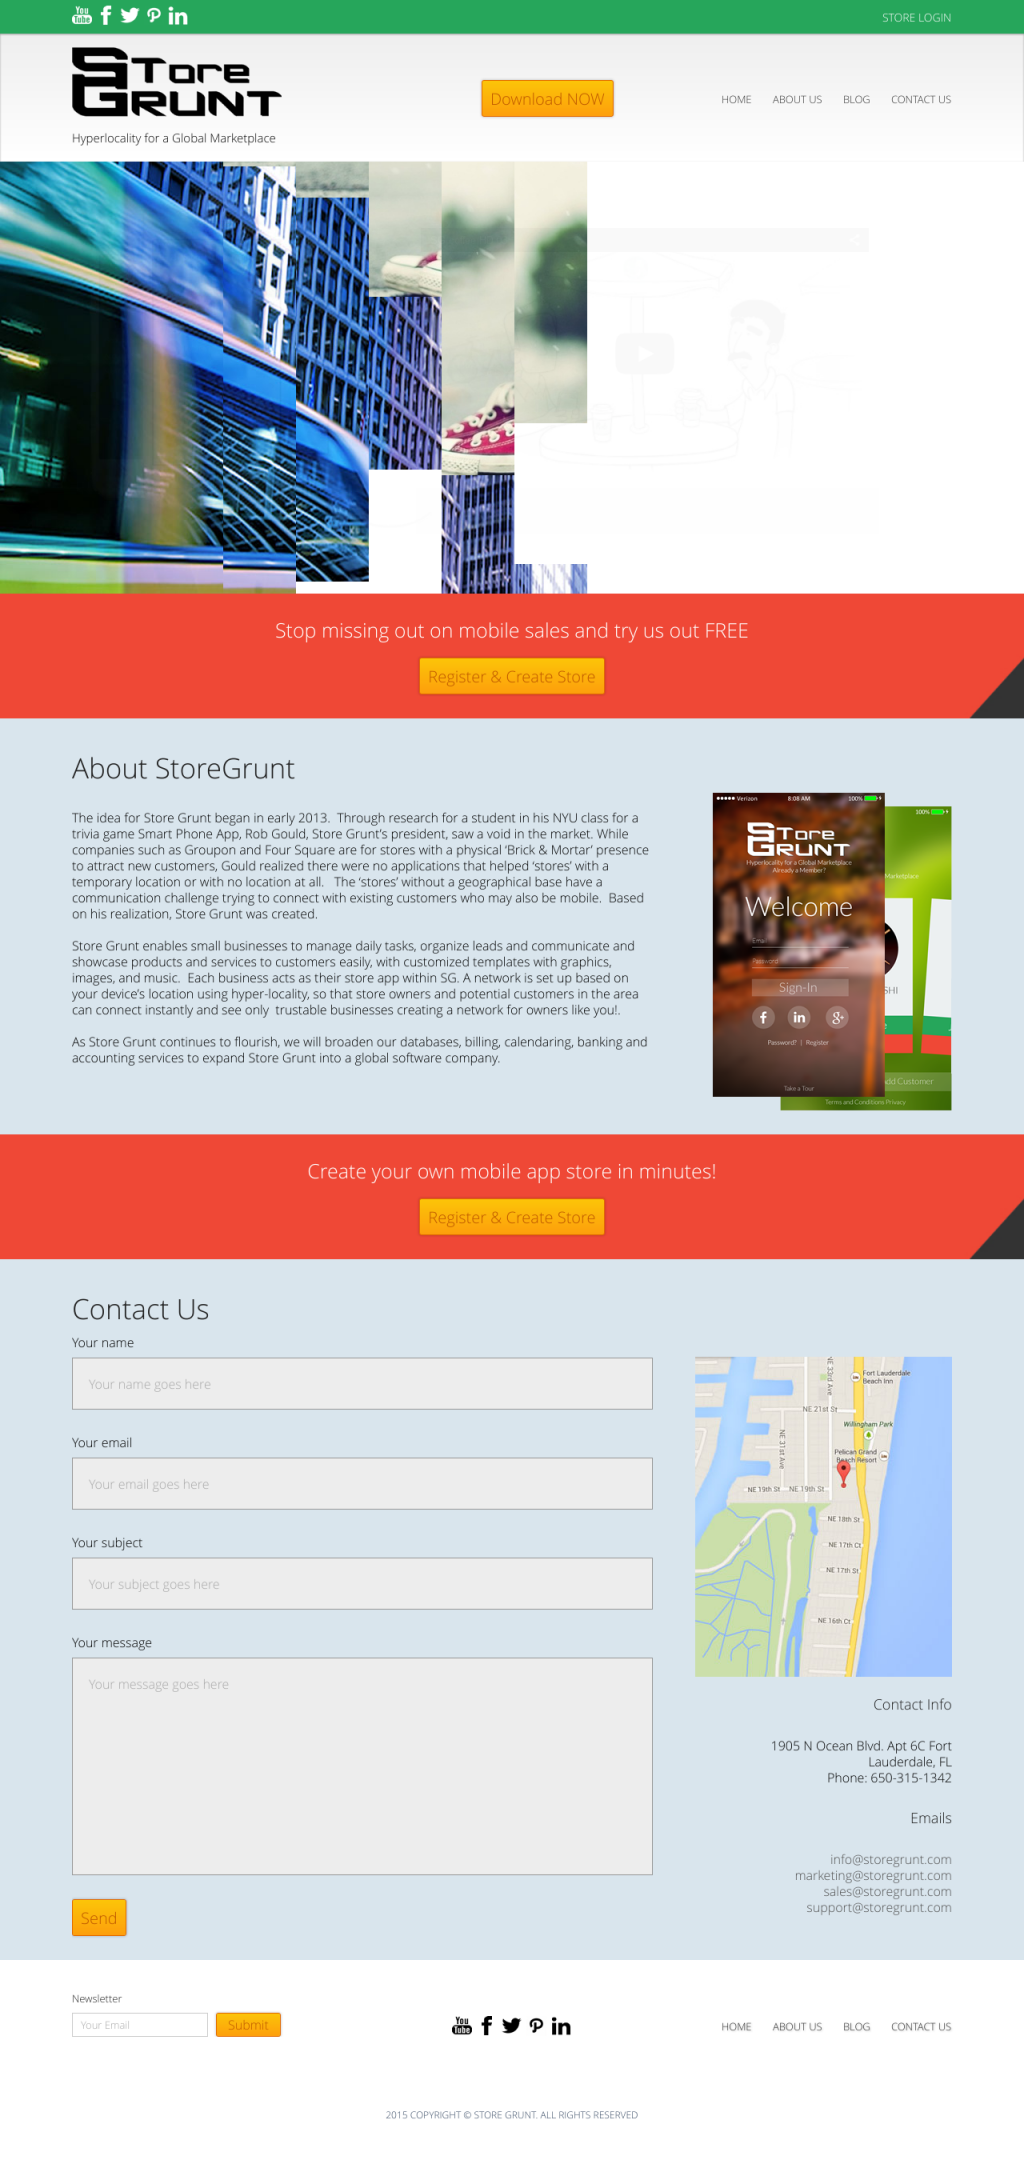 You
Tube
STORE LOGIN
STore
GRUNT
Hyperlocality for a Global Marketplace
Download NOW
HOME ABOUT US BLOG CONTACT US
Stop missing out on mobile sales and try us out FREE
Register & Create Store
About StoreGrunt
The idea for Store Grunt began in early 2013. Through research for a student in his NYU class for a
trivia game Smart Phone App, Rob Gould, Store Grunt's president, saw a void in the market. While
companies such as Groupon and Four Square are for stores with a physical 'Brick & Mortar' presence
to attract new customers, Gould realized there were no applications that helped 'stores' with a
temporary location or with no location at all. The 'stores' without a geographical base have a
communication challenge trying to connect with existing customers who may also be mobile. Based
on his realization, Store Grunt was created.
Store Grunt enables small businesses to manage daily tasks, organize leads and communicate and
showcase products and services to customers easily, with customized templates with graphics,
images, and music. Each business acts as their store app within SG. A network is set up based on
your device's location using hyper-locality, so that store owners and potential customers in the area
can connect instantly and see only trustable businesses creating a network for owners like you!.
As Store Grunt continues to flourish, we will broaden our databases, billing, calendaring, banking and
accounting services to expand Store Grunt into a global software company.
Verizon 8:08 AM 100%
100%
STore
GRUNT
Hyperlocality for a Global Marketplace
Already a Member?
Marketplace
Welcome
Email
Password
Sign-In
SHI
Password? | Register
Add Customer
Take a Tour
Terms and Conditions Privacy
Create your own mobile app store in minutes!
Register & Create Store
Contact Us
Your name
Your name goes here
Your email
Your email goes here
Your subject
Your subject goes here
Your message
Your message goes here
Send
NE 33rd Ave
Fort Lauderdale
Beach Inn
NE 21st St
Willingham Park
NE 31st Ave
Pelican Grand
Beach Resort
NE 19th St NE 19th St
NE 18th St
NE 17th Ct
NE 17th St
NE 16th Ct
Contact Info
1905 N Ocean Blvd. Apt 6C Fort
Lauderdale, FL
Phone: 650-315-1342
Emails
info@storegrunt.com
marketing@storegrunt.com
sales@storegrunt.com
support@storegrunt.com
Newsletter
Your Email
Submit
You
Tube
HOME ABOUT US BLOG CONTACT US
2015 COPYRIGHT © STORE GRUNT. ALL RIGHTS RESERVED